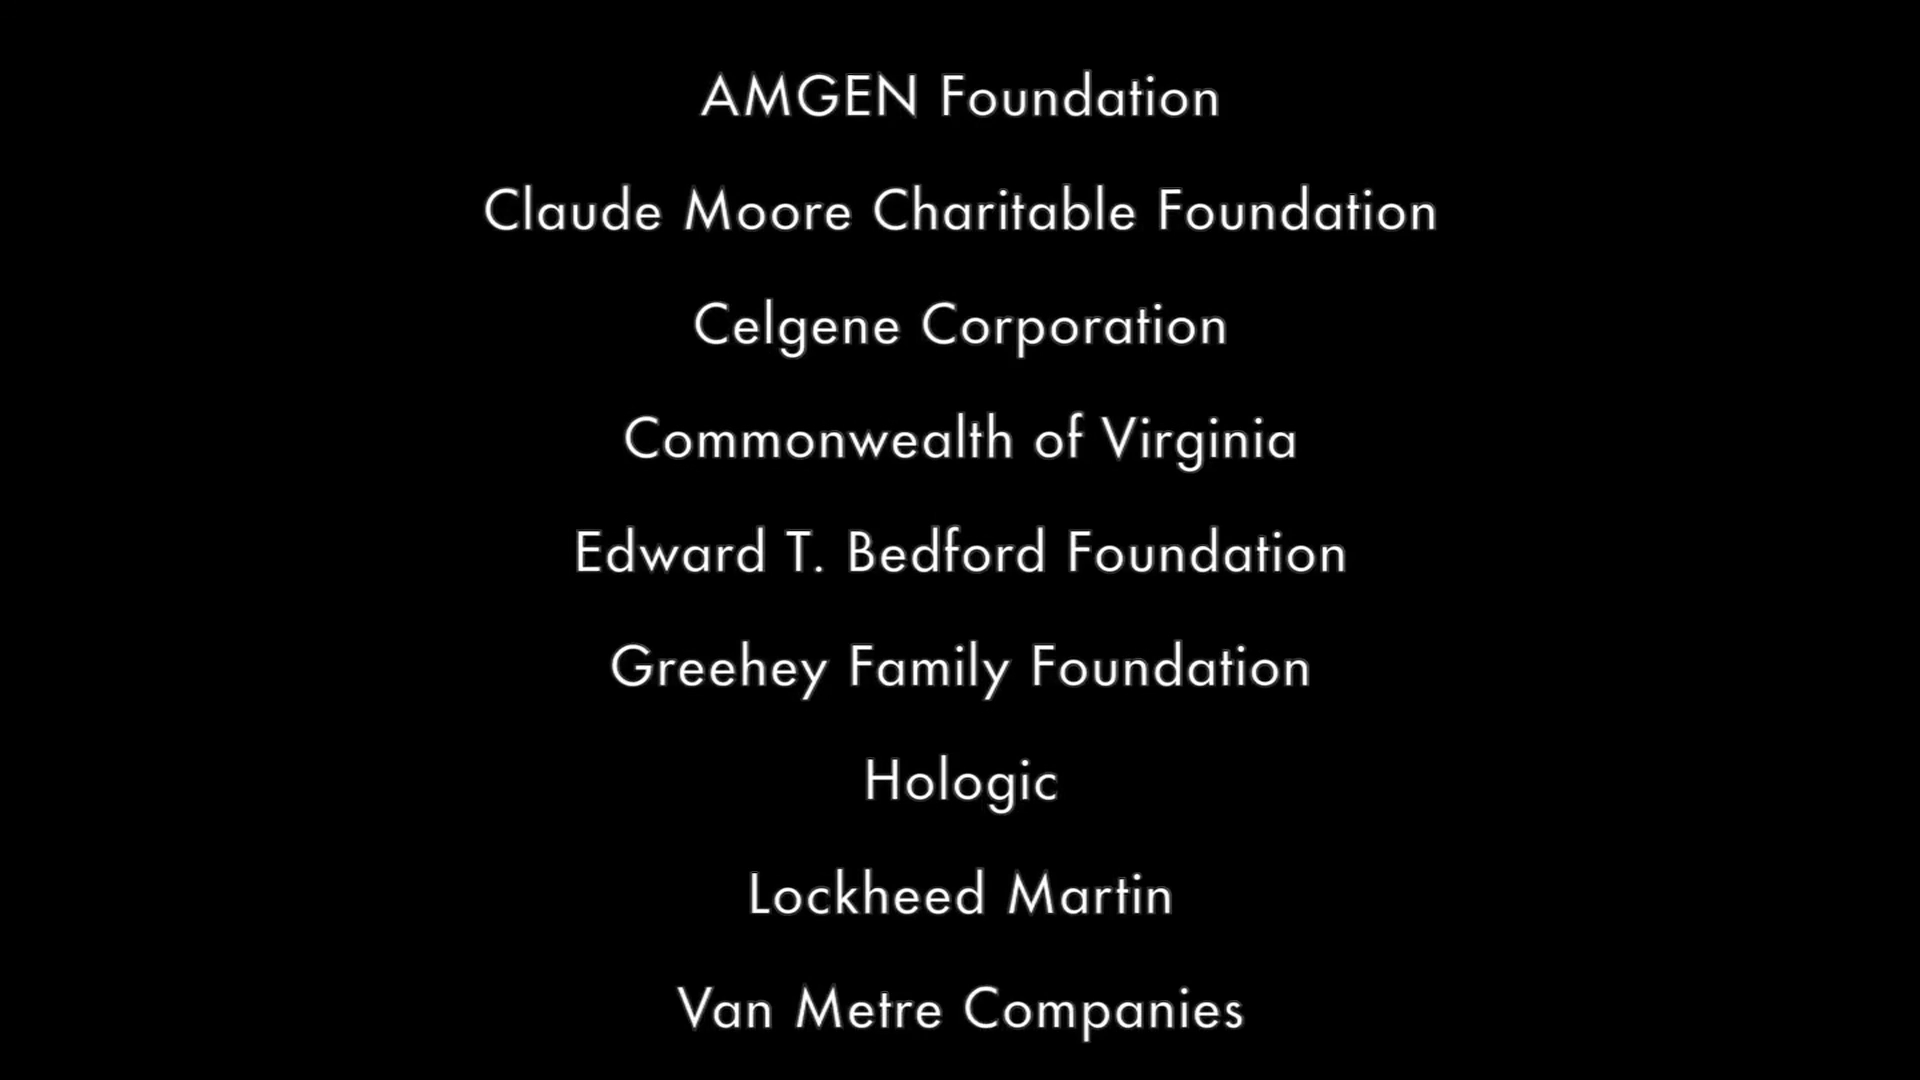 AMGEN Foundation
Claude Moore Charitable Foundation
Celgene Corporation
Commonwealth of Virginia
Edward T. Bedford Foundation
Greehey Family Foundation
Hologic
Lockheed Martin
Van Metre Companies